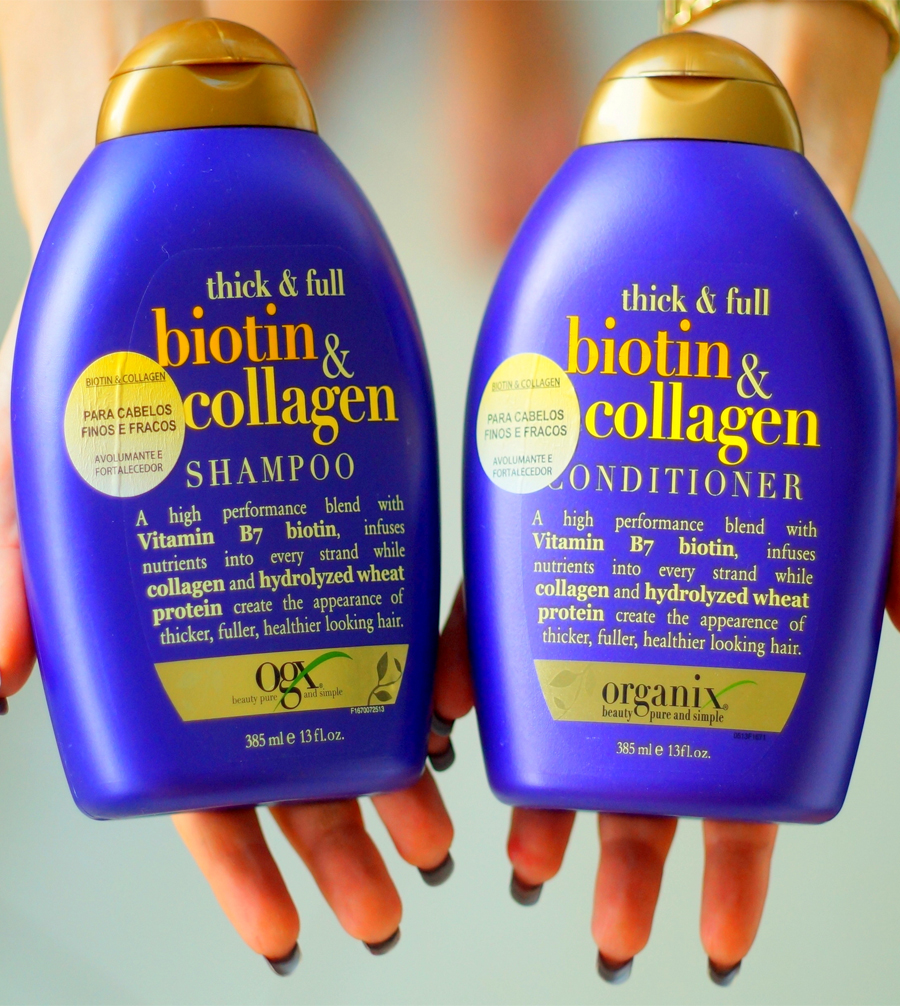 thick & full
biotin &
collagen
SHAMPOO
BIOTIN & COLLAGEN
PARA CABELOS
FINOS E FRACOS
AVOLUMANTE E
FORTALECEDOR
A high performance blend with
Vitamin B7 biotin, infuses
nutrients into every strand while
collagen and hydrolyzed wheat
protein create the appearance of
thicker, fuller, healthier looking hair.
ogx®
beauty pure and simple
F1670072513
385 ml e 13 fl.oz.
thick & full
biotin &
collagen
CONDITIONER
BIOTIN & COLLAGEN
PARA CABELOS
FINOS E FRACOS
AVOLUMANTE E
FORTALECEDOR
A high performance blend with
Vitamin B7 biotin, infuses
nutrients into every strand while
collagen and hydrolyzed wheat
protein create the appearence of
thicker, fuller, healthier looking hair.
organix®
beauty pure and simple
385 ml e 13fl.oz.